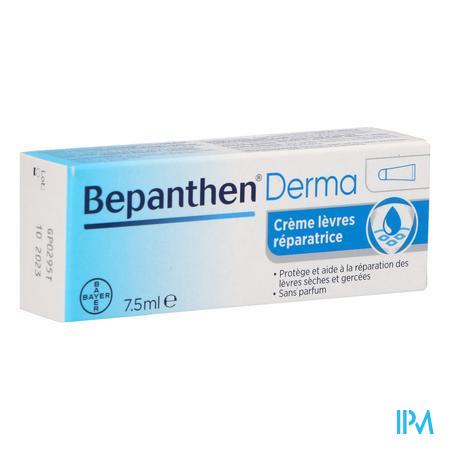 Lot:
GP0295T
10 2023
Bepanthen® Derma
Crème lèvres
réparatrice
• Protège et aide à la réparation des
lèvres sèches et gercées
• Sans parfum
BAYER
BAYER
7.5ml e
IPM